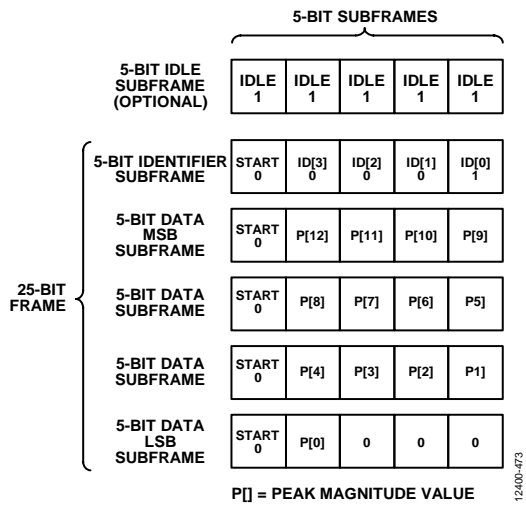 5-BIT SUBFRAMES
5-BIT IDLE
SUBFRAME
(OPTIONAL)
IDLE IDLE IDLE IDLE IDLE
1 1 1 1 1
5-BIT IDENTIFIER
SUBFRAME
START ID[3] ID[2] ID[1] ID[0]
0 0 0 0 1
5-BIT DATA
MSB
SUBFRAME
START
0
P[12] P[11] P[10] P[9]
25-BIT
FRAME
5-BIT DATA
SUBFRAME
START
0
P[8] P[7] P[6] P5]
5-BIT DATA
SUBFRAME
START
0
P[4] P[3] P[2] P1]
5-BIT DATA
LSB
SUBFRAME
START
0
P[0] 0 0 0
P[] = PEAK MAGNITUDE VALUE
12400-473